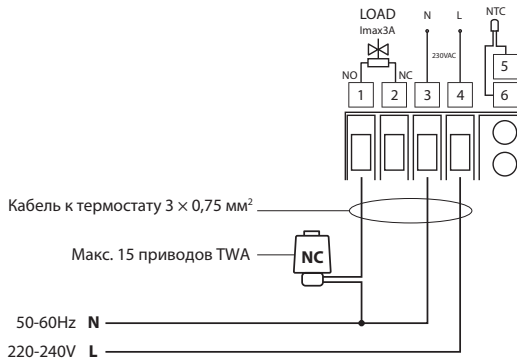 LOAD
Imax3A
N
L
NTC
230VAC
NO
NC
1
2
3
4
5
6
Кабель к термостату 3 × 0,75 мм²
Макс. 15 приводов TWA
NC
50-60Hz N
220-240V L